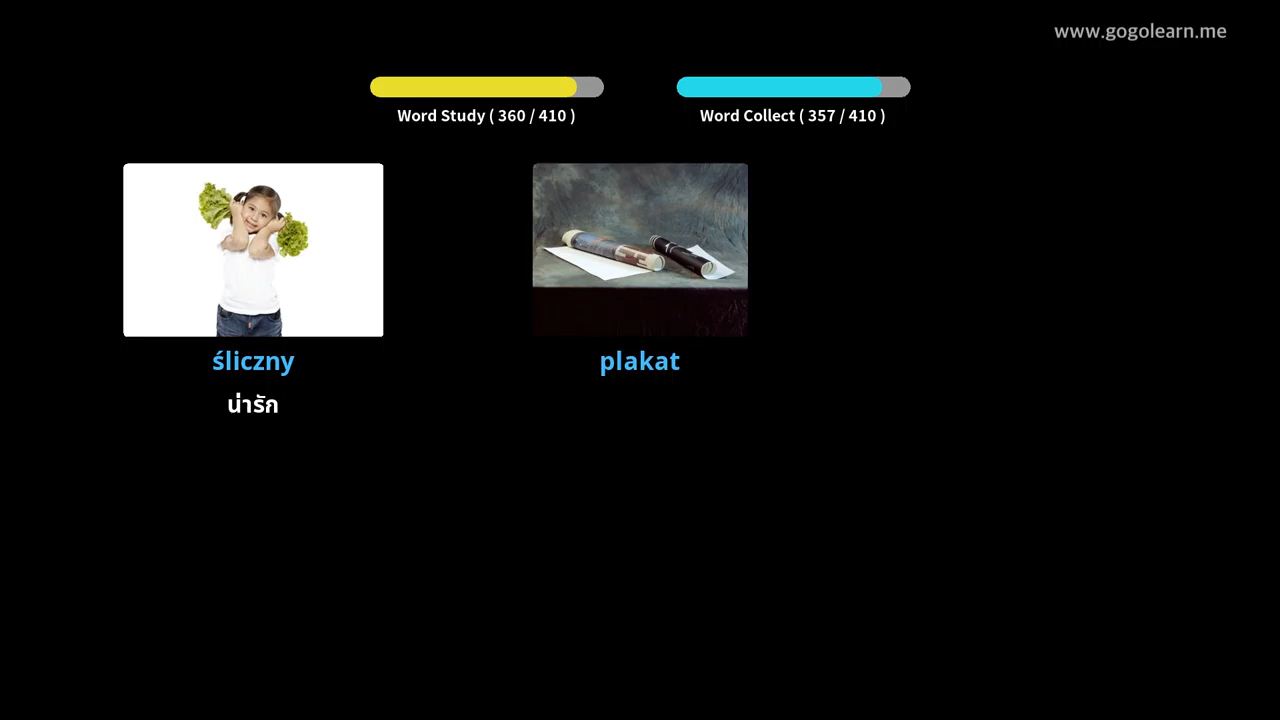 www.gogolearn.me
Word Study ( 360 / 410 )
Word Collect ( 357 / 410 )
śliczny
plakat
น่ารัก